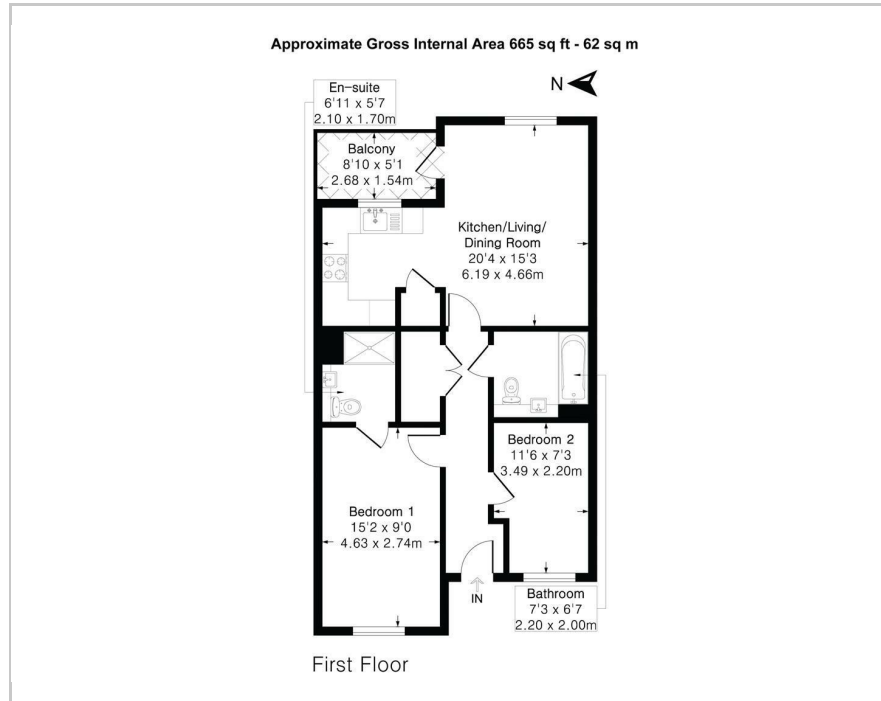 Approximate Gross Internal Area 665 sq ft - 62 sq m
N
En-suite
6'11 x 5'7
2.10 x 1.70m
Balcony
8'10 x 5'1
2.68 x 1.54m
Kitchen/Living/
Dining Room
20'4 x 15'3
6.19 x 4.66m
Bedroom 2
11'6 x 7'3
3.49 x 2.20m
Bedroom 1
15'2 x 9'0
4.63 x 2.74m
IN
Bathroom
7'3 x 6'7
2.20 x 2.00m
First Floor